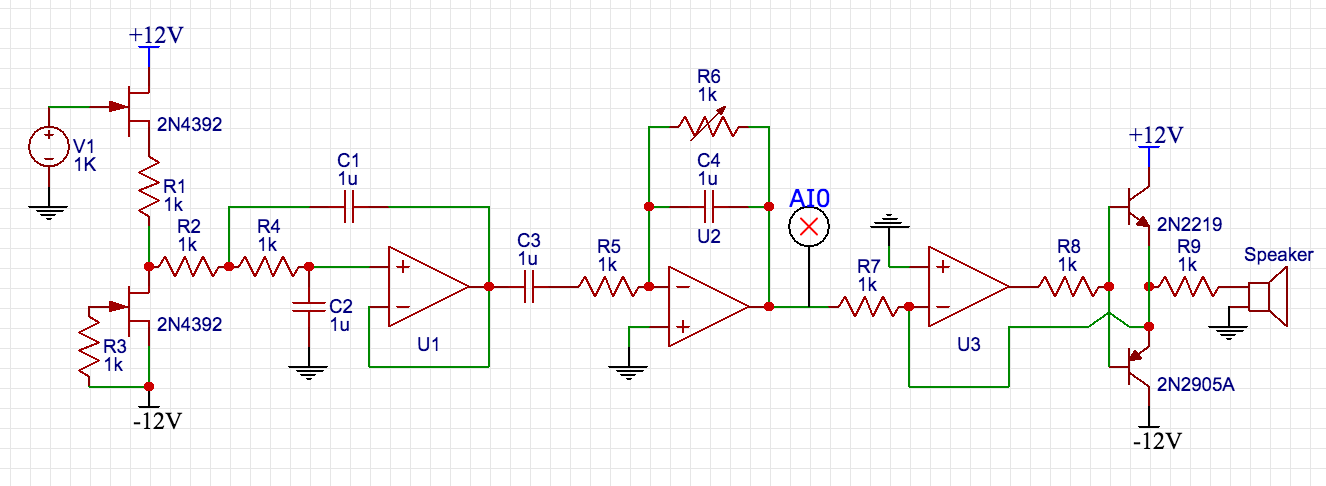 +12V
2N4392
V1
1K
R1
1k
R2
1k
2N4392
R3
1k
-12V
R4
1k
C1
1u
C2
1u
U1
C3
1u
R5
1k
R6
1k
C4
1u
U2
AI0
R7
1k
U3
R8
1k
+12V
2N2219
R9
1k
Speaker
2N2905A
-12V